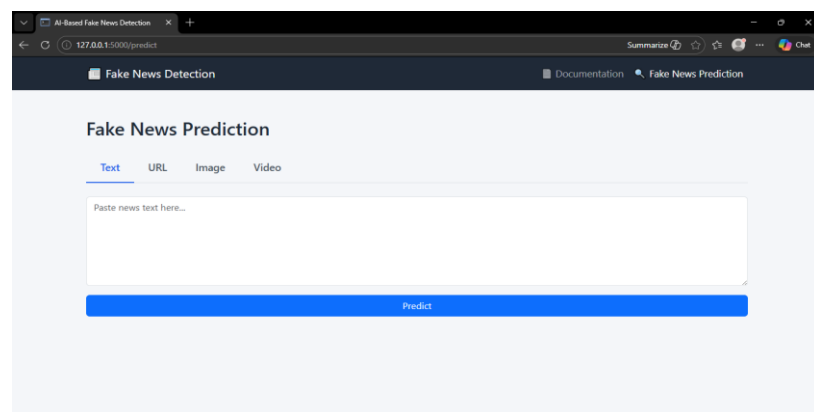 AI-Based Fake News Detection
127.0.0.1:5000/predict
Summarize
Chat
Fake News Detection
Documentation
Fake News Prediction
Fake News Prediction
Text URL Image Video
Paste news text here...
Predict